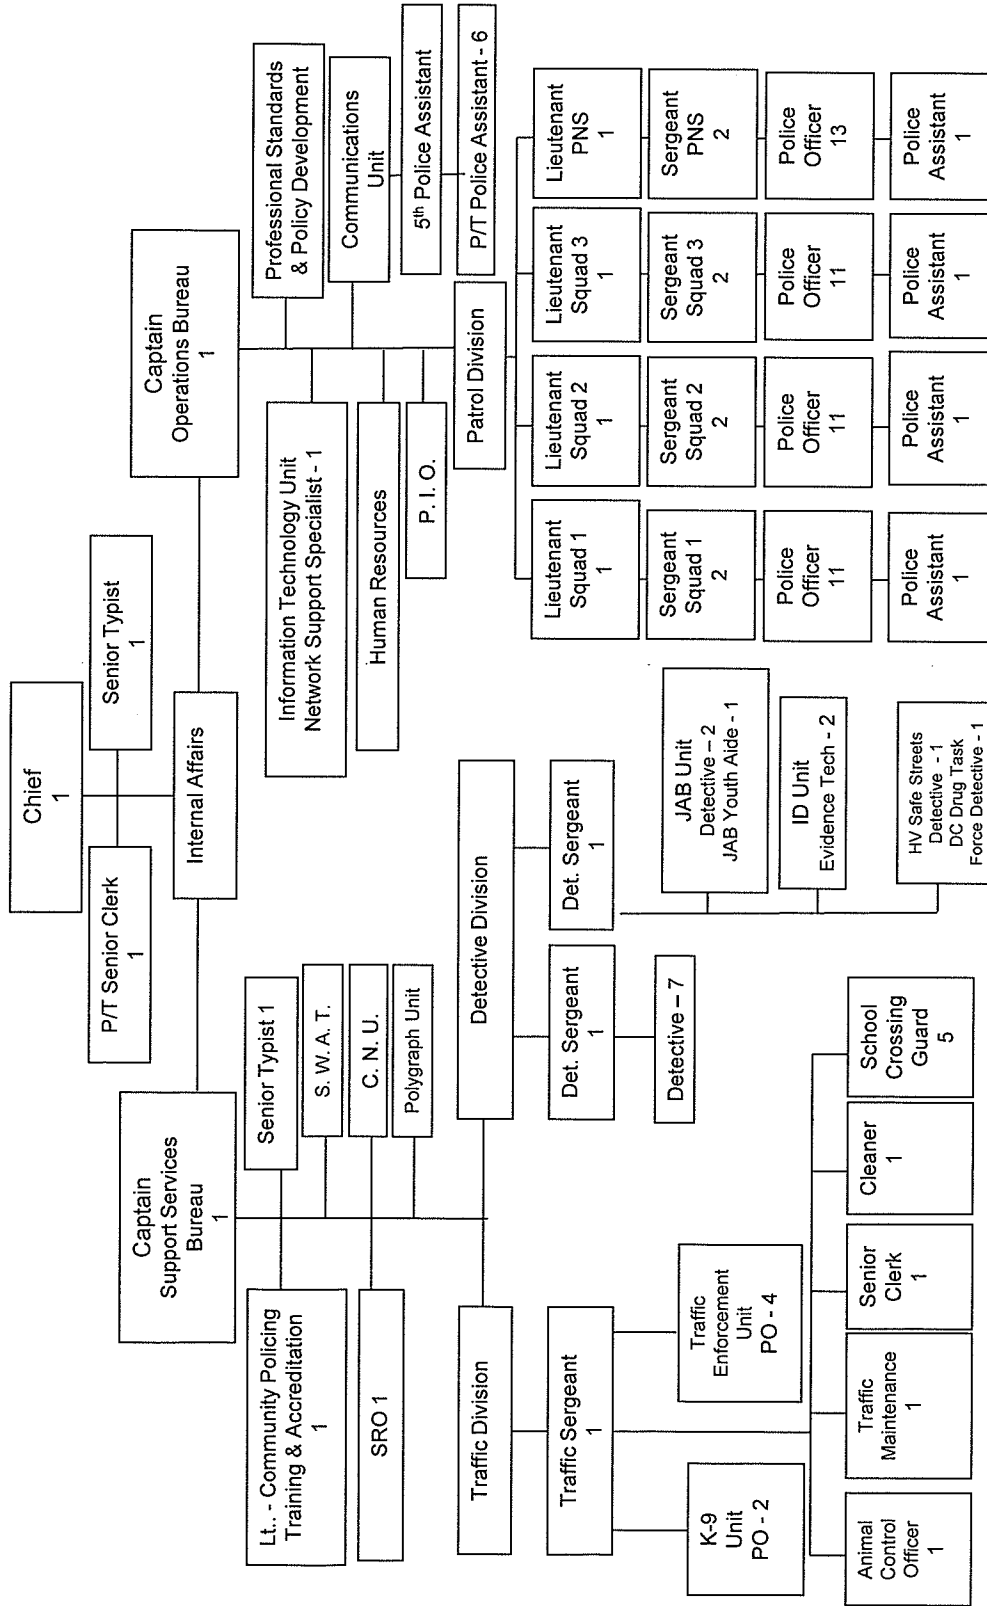 Chief
1
P/T Senior Clerk
1
Senior Typist
1
Internal Affairs
Captain
Support Services
Bureau
1
Captain
Operations Bureau
1
Lt.. - Community Policing
Training & Accreditation
1
Senior Typist 1
S. W. A. T.
SRO 1
C. N. U.
Polygraph Unit
Traffic Division
Detective Division
Traffic Sergeant
1
Det. Sergeant
1
Det. Sergeant
1
K-9
Unit
PO - 2
Traffic
Enforcement
Unit
PO - 4
Detective – 7
JAB Unit
Detective – 2
JAB Youth Aide - 1
ID Unit
Evidence Tech - 2
HV Safe Streets
Detective - 1
DC Drug Task
Force Detective - 1
Animal
Control
Officer
1
Traffic
Maintenance
1
Senior
Clerk
1
Cleaner
1
School
Crossing
Guard
5
Professional Standards
& Policy Development
Information Technology Unit
Network Support Specialist - 1
Communications
Unit
Human Resources
5th Police Assistant
P. I. O.
P/T Police Assistant - 6
Patrol Division
Lieutenant
Squad 1
1
Lieutenant
Squad 2
1
Lieutenant
Squad 3
1
Lieutenant
PNS
1
Sergeant
Squad 1
2
Sergeant
Squad 2
2
Sergeant
Squad 3
2
Sergeant
PNS
2
Police
Officer
11
Police
Officer
11
Police
Officer
11
Police
Officer
13
Police
Assistant
1
Police
Assistant
1
Police
Assistant
1
Police
Assistant
1